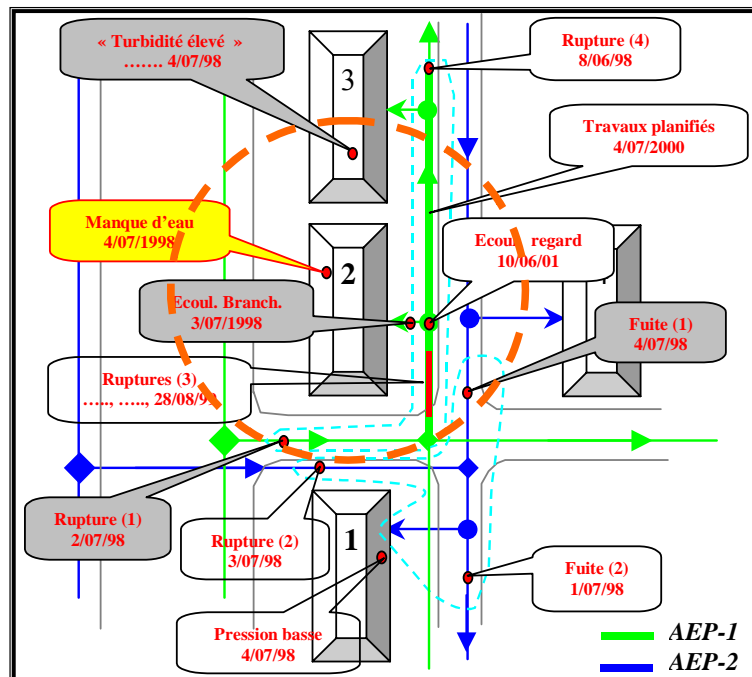 « Turbidité élevé »
……. 4/07/98
3
Rupture (4)
8/06/98
Travaux planifiés
4/07/2000
Manque d'eau
4/07/1998
2
Ecoul. regard
10/06/01
Ecoul. Branch.
3/07/1998
Fuite (1)
4/07/98
Ruptures (3)
….., ….., 28/08/9
Rupture (1)
2/07/98
Rupture (2)
3/07/98
1
Fuite (2)
1/07/98
Pression basse
4/07/98
AEP-1
AEP-2